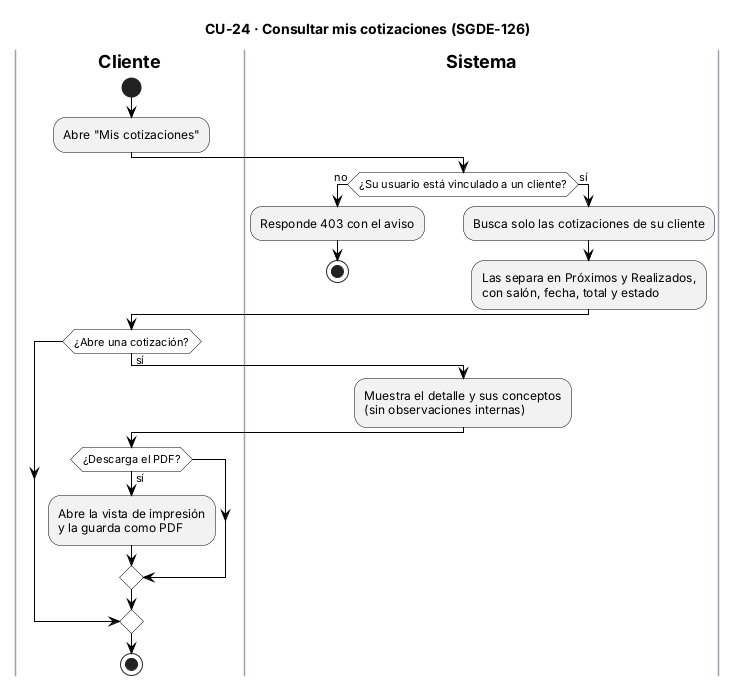 CU-24 · Consultar mis cotizaciones (SGDE-126)
Cliente
Sistema
Abre "Mis cotizaciones"
¿Su usuario está vinculado a un cliente?
no
sí
Responde 403 con el aviso
Busca solo las cotizaciones de su cliente
Las separa en Próximos y Realizados,
con salón, fecha, total y estado
¿Abre una cotización?
sí
Muestra el detalle y sus conceptos
(sin observaciones internas)
¿Descarga el PDF?
sí
Abre la vista de impresión
y la guarda como PDF